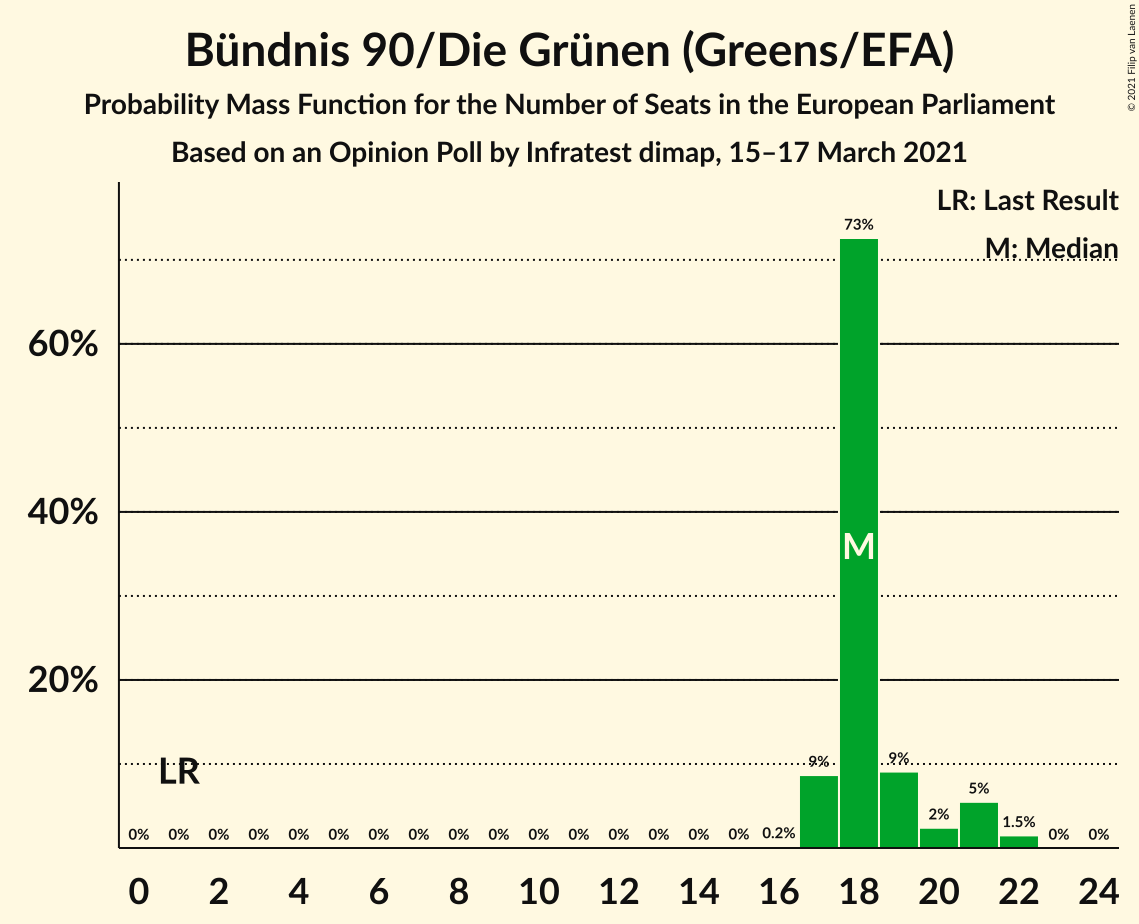 Bündnis 90/Die Grünen (Greens/EFA)
Probability Mass Function for the Number of Seats in the European Parliament
Based on an Opinion Poll by Infratest dimap, 15–17 March 2021
© 2021 Filip van Laenen
LR: Last Result
M: Median
60%
40%
20%
73%
M
LR
0% 0% 0% 0% 0% 0% 0% 0% 0% 0% 0% 0% 0% 0% 0% 0% 0.2% 9% 9% 2% 5% 1.5% 0% 0%
0 2 4 6 8 10 12 14 16 18 20 22 24